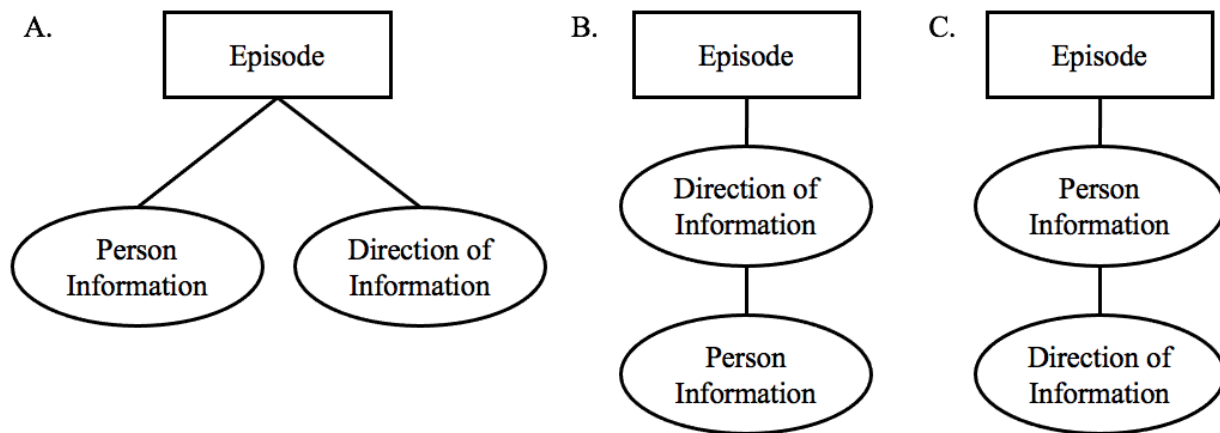 A.
Episode
Person
Information
Direction of
Information
B.
Episode
Direction of
Information
Person
Information
C.
Episode
Person
Information
Direction of
Information